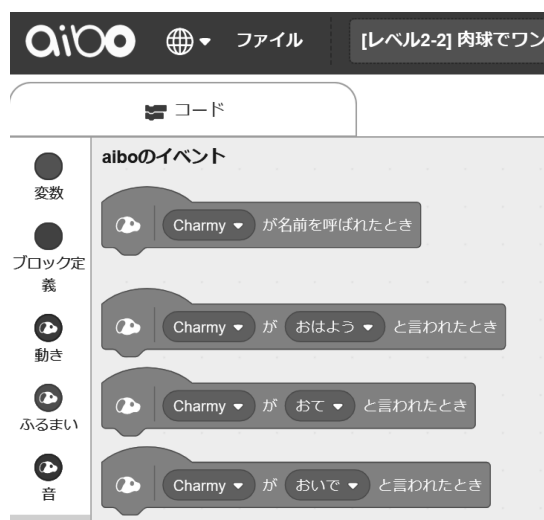 aibo
ファイル
[レベル2-2] 肉球でワン
コード
aiboのイベント
変数
Charmy が名前を呼ばれたとき
ブロック定
義
Charmy が おはよう と言われたとき
動き
Charmy が おて と言われたとき
ふるまい
Charmy が おいで と言われたとき
音